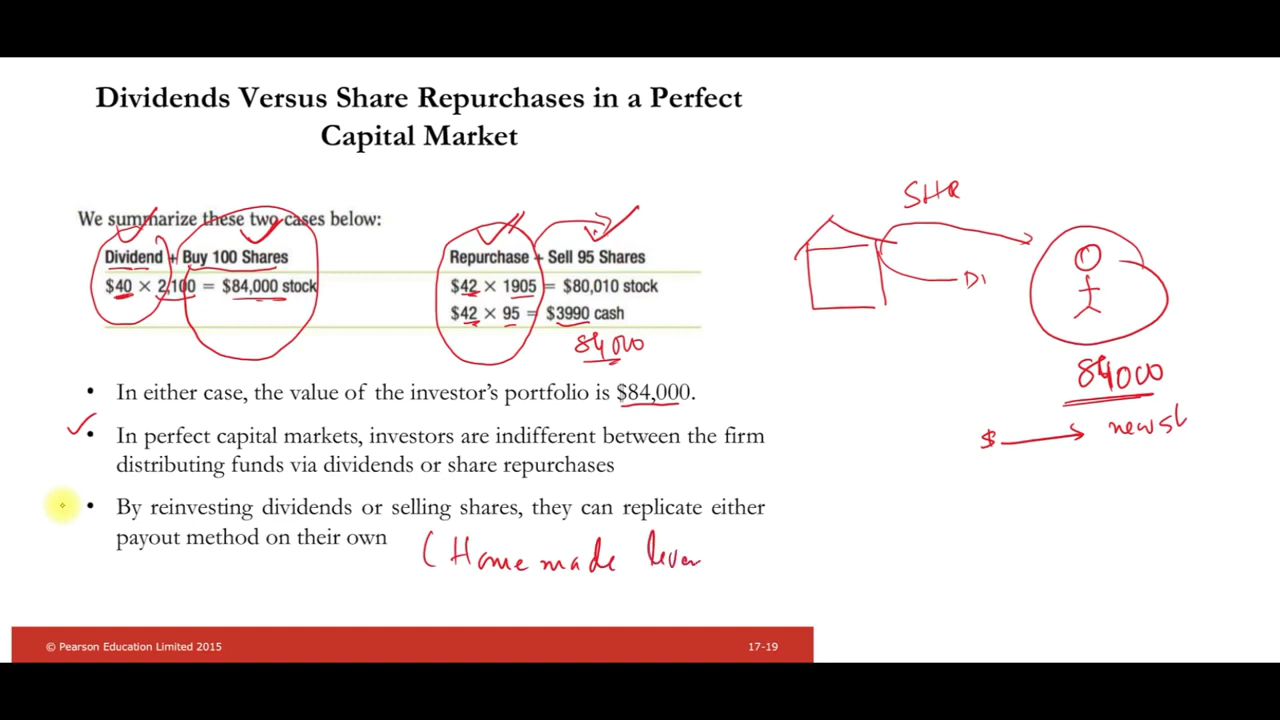 Dividends Versus Share Repurchases in a Perfect
Capital Market
We summarize these two cases below:
Dividend + Buy 100 Shares
$40 × 2,100 = $84,000 stock
Repurchase + Sell 95 Shares
$42 × 1905 = $80,010 stock
$42 × 95 = $3990 cash
84000
• In either case, the value of the investor's portfolio is $84,000.
• In perfect capital markets, investors are indifferent between the firm
distributing funds via dividends or share repurchases
• By reinvesting dividends or selling shares, they can replicate either
payout method on their own
(Home made lever
SHR
DI
84000
$ → new sh
© Pearson Education Limited 2015
17-19